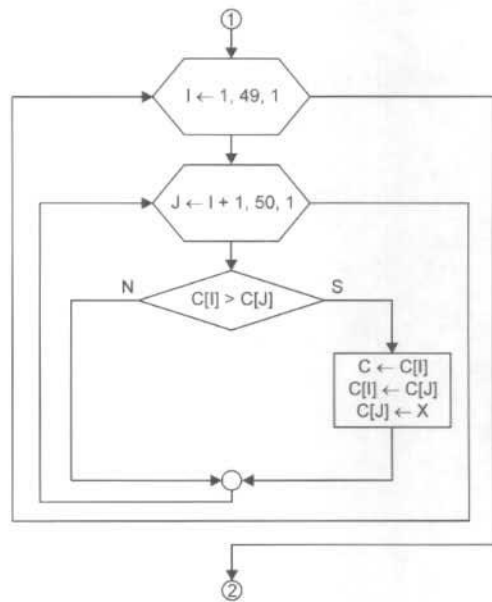 1
I ← 1, 49, 1
J ← I + 1, 50, 1
N
S
C[I] > C[J]
C ← C[I]
C[I] ← C[J]
C[J] ← X
2